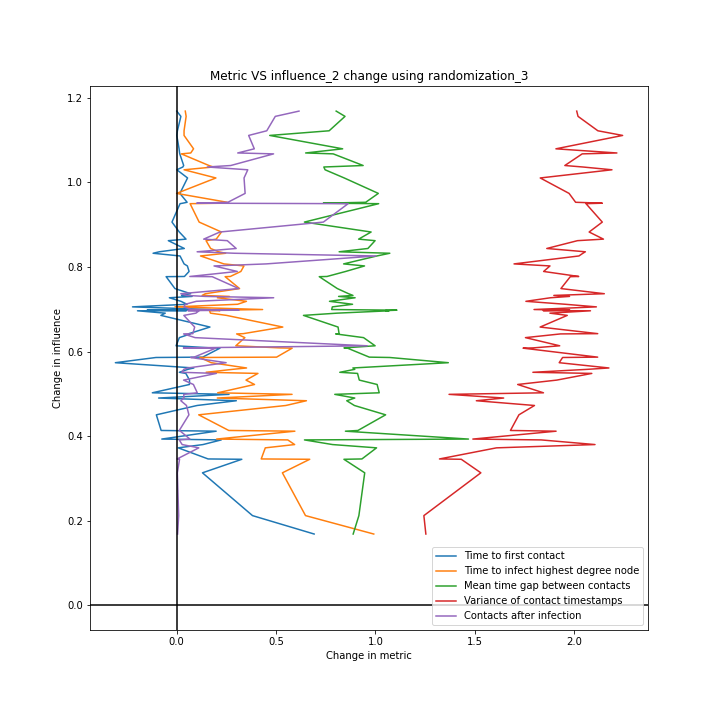 Metric VS influence_2 change using randomization_3
1.2
1.0
0.8
0.6
0.4
0.2
0.0
Change in influence
0.0 0.5 1.0 1.5 2.0
Change in metric
Time to first contact
Time to infect highest degree node
Mean time gap between contacts
Variance of contact timestamps
Contacts after infection